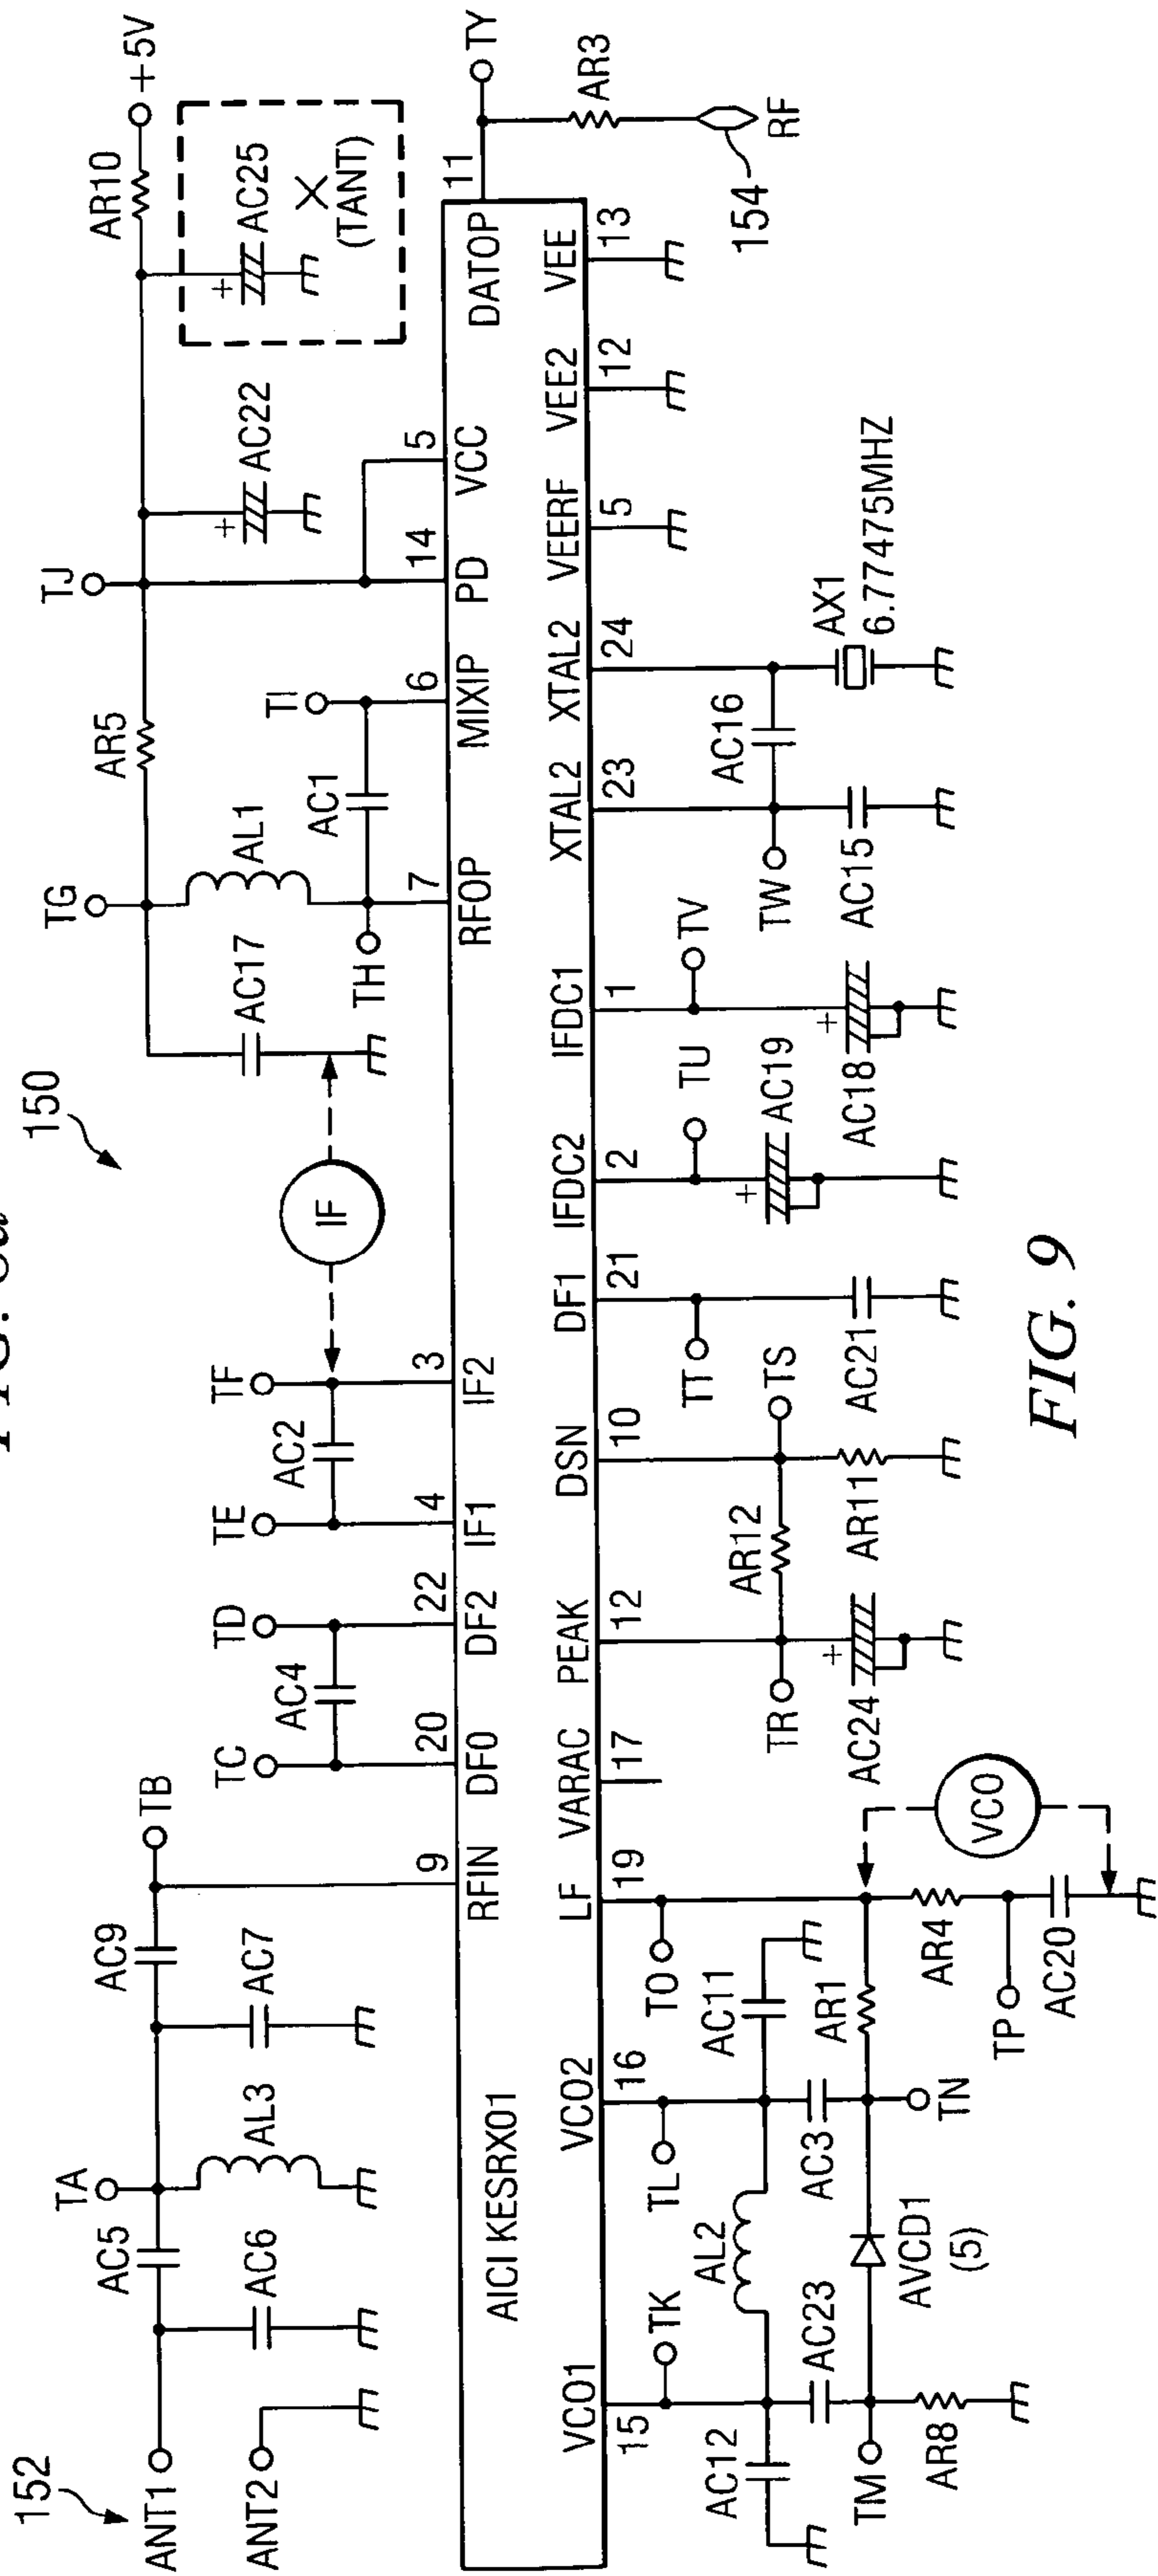 150
152
ANT1
ANT2
AC5
AC6
TA
AL3
AC9
AC7
TB
TC
AC4
TD
TE
AC2
TF
IF
AC17
TG
AL1
TH
AC1
TI
AR5
TJ
+
AC22
AR10
+5V
+
AC25
X
(TANT)
9
20
22
4
3
7
6
14
5
11
TY
AR3
RF
154
RFIN
DF0
DF2
IF1
IF2
RFOP
MIXIP
PD
VCC
DATOP
AICI KESRX01
VCO1
VCO2
LF
VARAC
PEAK
DSN
DF1
IFDC2
IFDC1
XTAL2
XTAL2
VEERF
VEE2
VEE
15
16
19
17
12
10
21
2
1
23
24
5
12
13
TK
TL
TO
AC12
AL2
AC11
AC23
AC3
AR1
TM
AVCD1
(5)
TN
AR8
AR4
TP
AC20
VCO
TR
AR12
TS
+
AC24
AR11
TT
AC21
TU
+
AC19
TV
+
AC18
TW
AC16
AC15
AX1
6.77475MHZ
FIG. 9